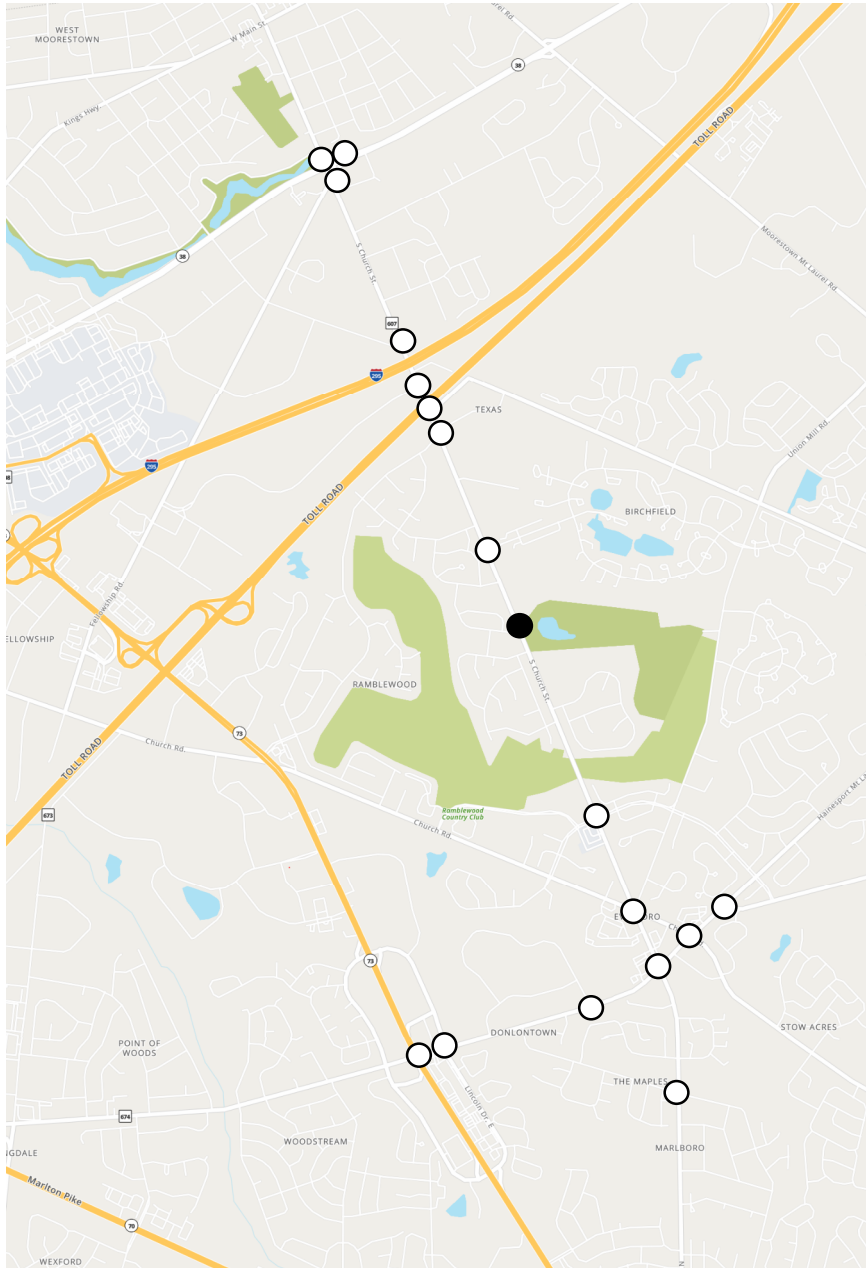 WEST
MOORESTOWN
W Main St.
Kings Hwy.
38
TOLL ROAD
Moorestown Mt Laurel Rd.
38
S Church St.
607
295
TEXAS
Union Mill Rd.
295
TOLL ROAD
BIRCHFIELD
Fellowship Rd.
ELLOWSHIP
S Church St.
RAMBLEWOOD
73
Church Rd.
TOLL ROAD
673
Ramblewood
Country Club
Church Rd.
Hainesport Mt La
73
DONLONTOWN
STOW ACRES
POINT OF
WOODS
THE MAPLES
Lincoln Dr. E
674
WOODSTREAM
MARLBORO
NGDALE
Marlton Pike
70
WEXFORD
N